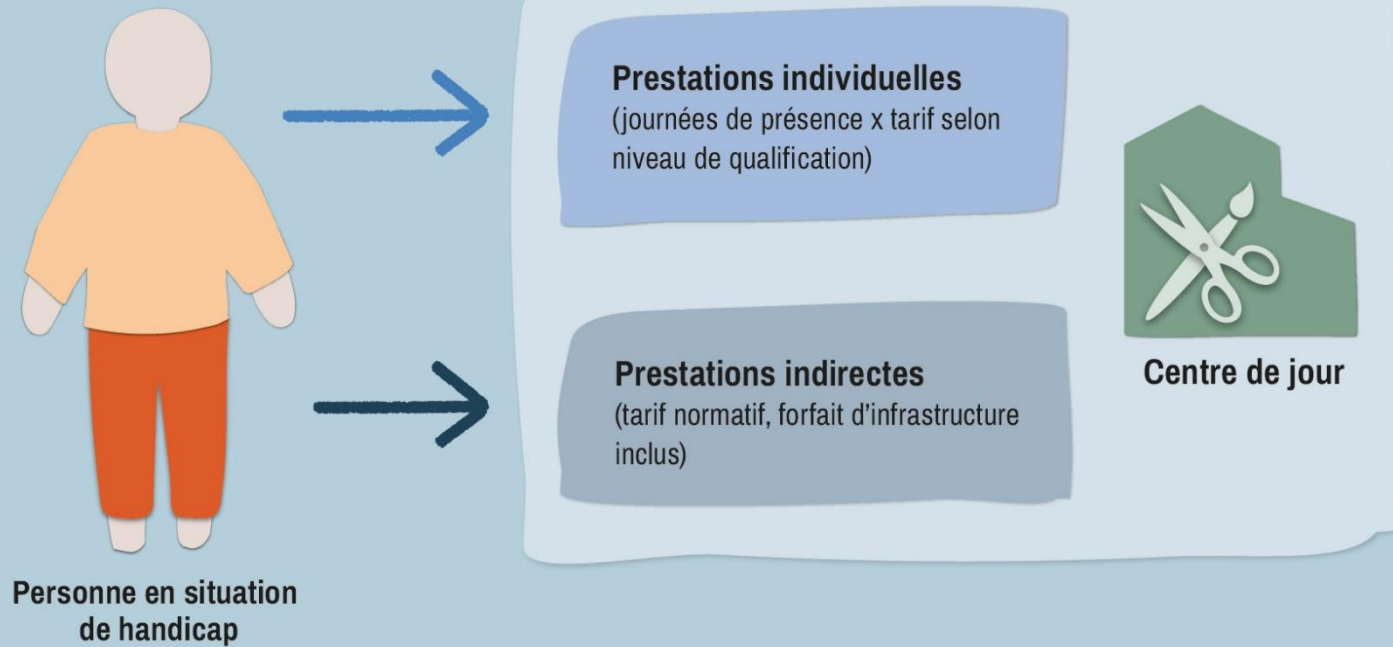 Prestations individuelles
(journées de présence x tarif selon
niveau de qualification)
Prestations indirectes
(tarif normatif, forfait d’infrastructure
inclus)
Centre de jour
Personne en situation
de handicap